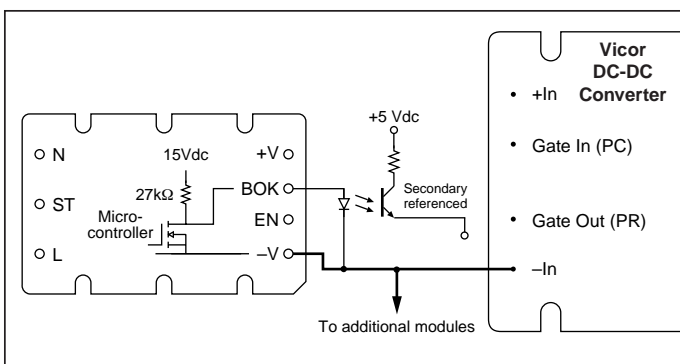 Vicor
DC-DC
Converter
+In
Gate In (PC)
Gate Out (PR)
–In
+5 Vdc
Secondary
referenced
N
ST
L
15Vdc
27kΩ
Micro-
controller
+V
BOK
EN
–V
To additional modules